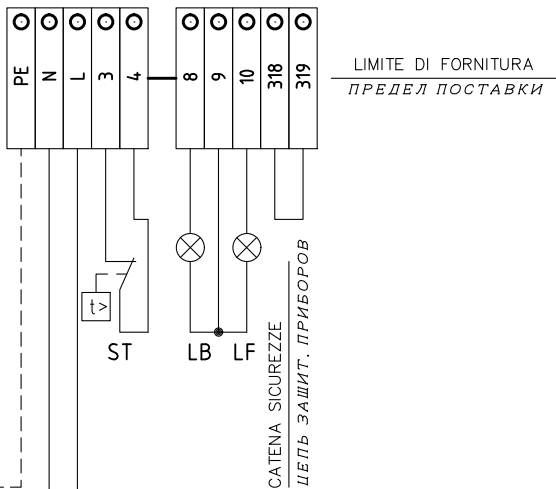 PE N L 3 4 8 9 10 318 319
LIMITE DI FORNITURA
ПРЕДЕЛ ПОСТАВКИ
t>
ST LB LF
CATENA SICUREZZE
ЦЕПЬ ЗАЩИТ. ПРИБОРОВ